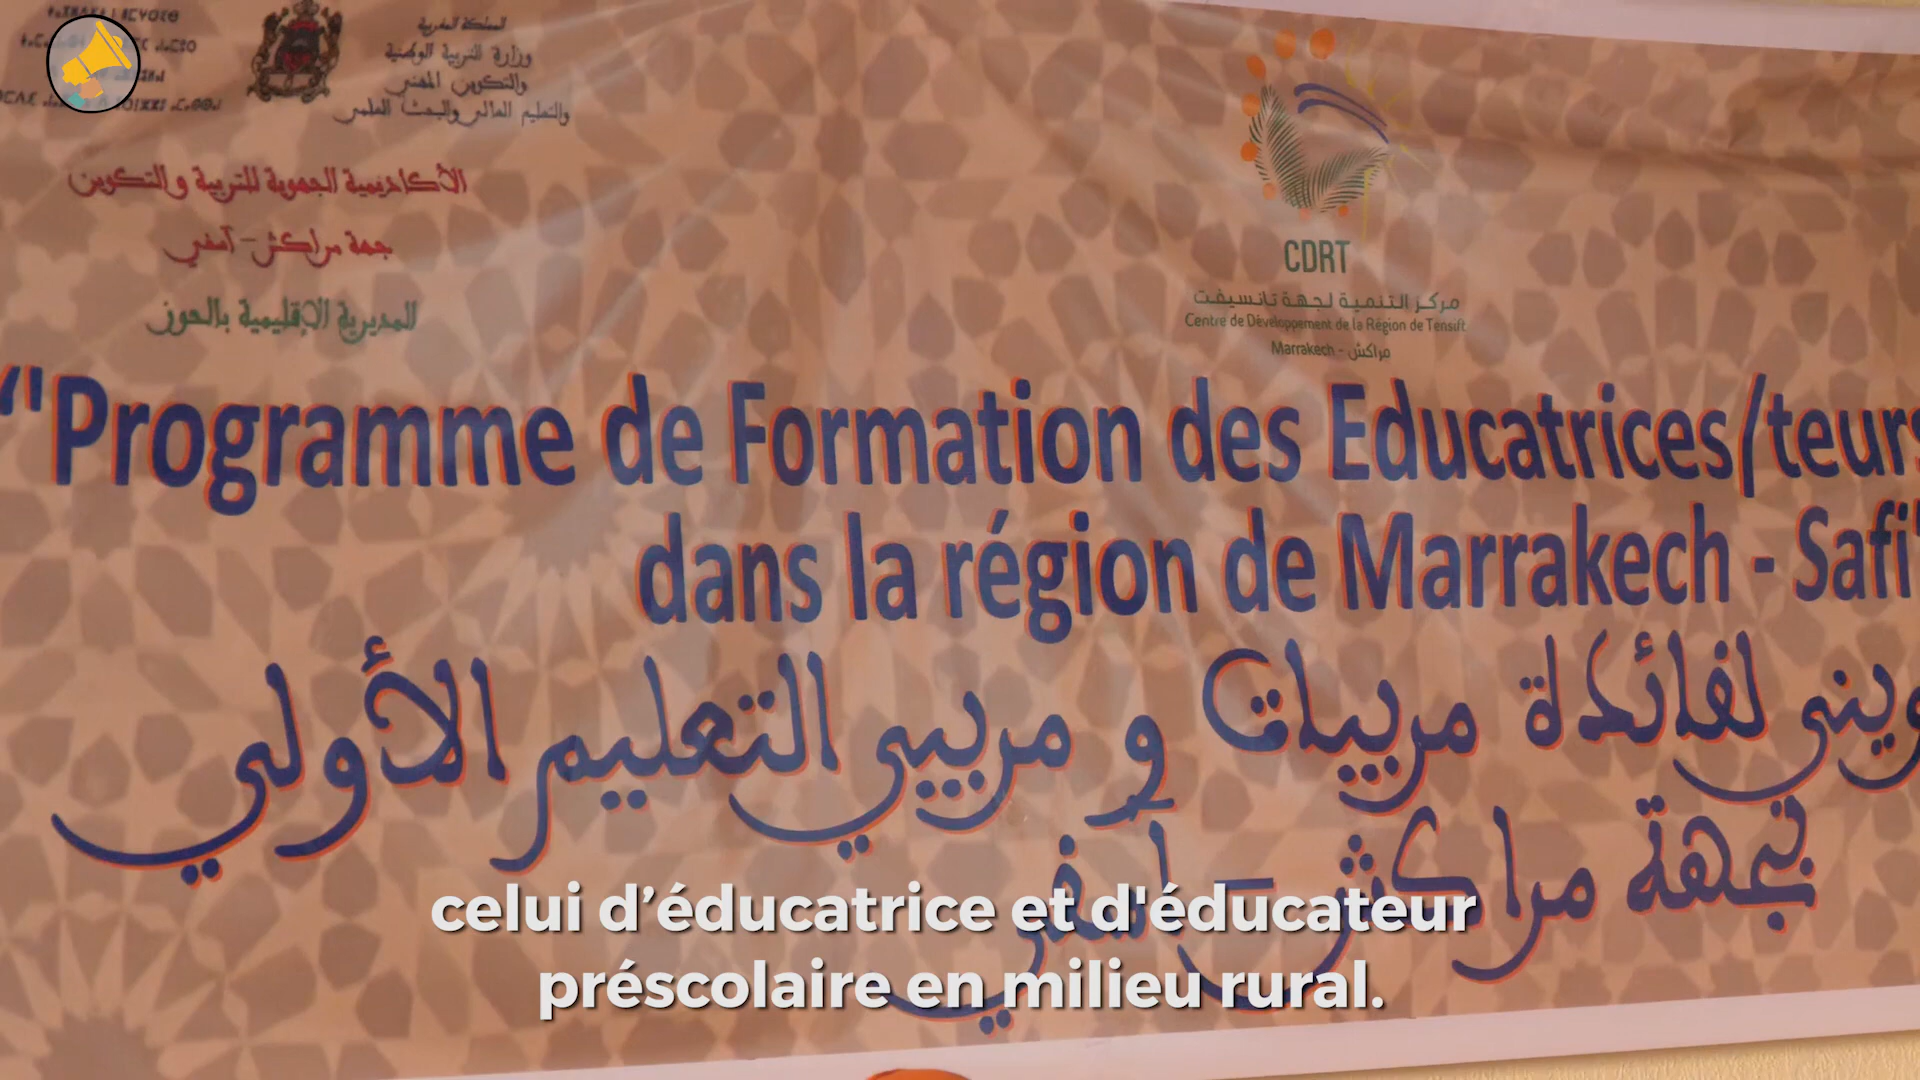 المملكة المغربية
وزارة التربية الوطنية
والتكوين المهني
والتعليم العالي والبحث العلمي
الأكاديمية الجهوية للتربية والتكوين
جهة مراكش - آسفي
المديرية الإقليمية بالحوز
CDRT
مركز التنمية لجهة تانسيفت
Centre de Développement de la Région de Tensift
Marrakech - مراكش
"Programme de Formation des Educatrices/teurs
dans la région de Marrakech - Safi"
لفائدة مربيات و مربيي التعليم الأولي
بجهة مراكش - آسفي
celui d’éducatrice et d'éducateur
préscolaire en milieu rural.